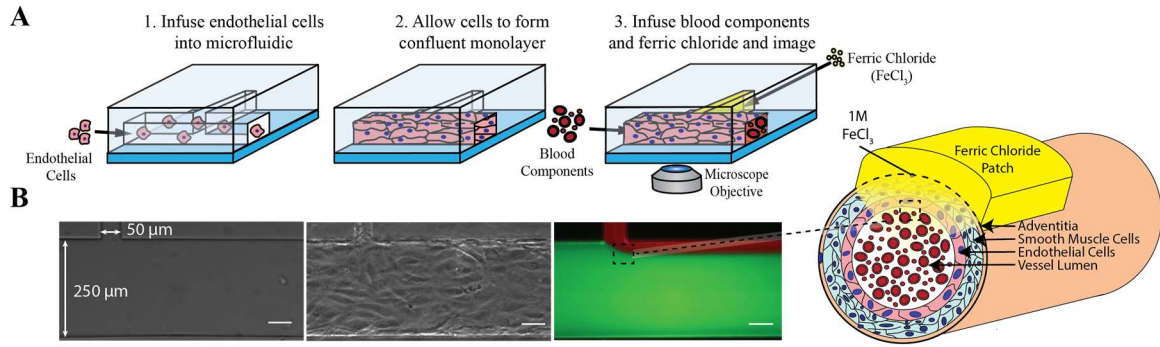 A
1. Infuse endothelial cells
into microfluidic
2. Allow cells to form
confluent monolayer
3. Infuse blood components
and ferric chloride and image
Ferric Chloride
(FeCl3)
Endothelial
Cells
Blood
Components
Microscope
Objective
1M
FeCl3
Ferric Chloride
Patch
Adventitia
Smooth Muscle Cells
Endothelial Cells
Vessel Lumen
B
50 µm
250 µm